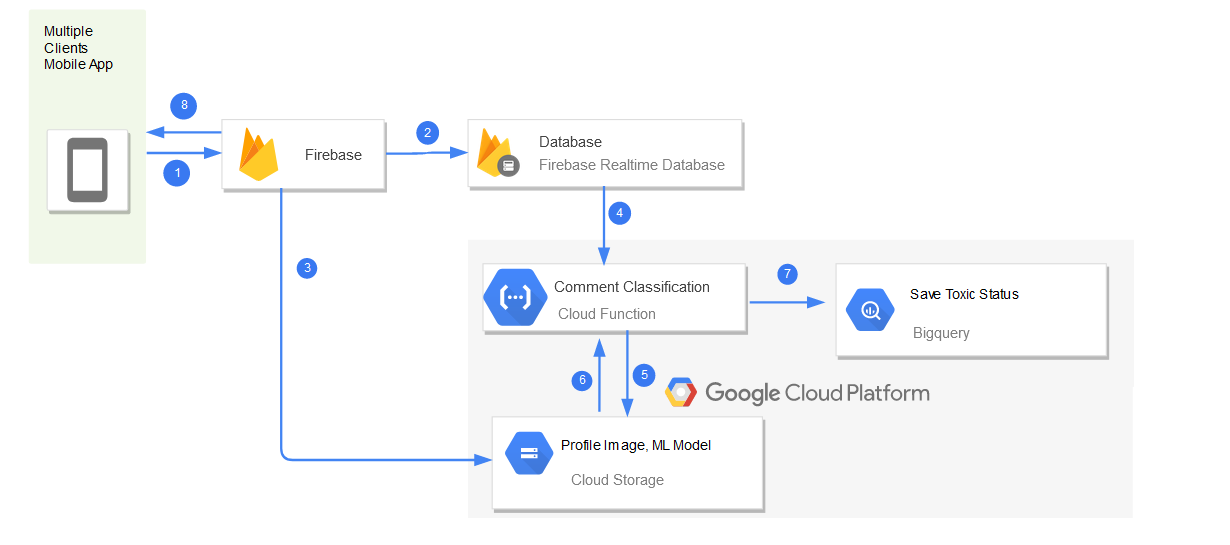 Multiple
Clients
Mobile App
8
1
Firebase
2
Database
Firebase Realtime Database
3
4
Comment Classification
Cloud Function
7
Save Toxic Status
Bigquery
6
5
Google Cloud Platform
Profile Image, ML Model
Cloud Storage